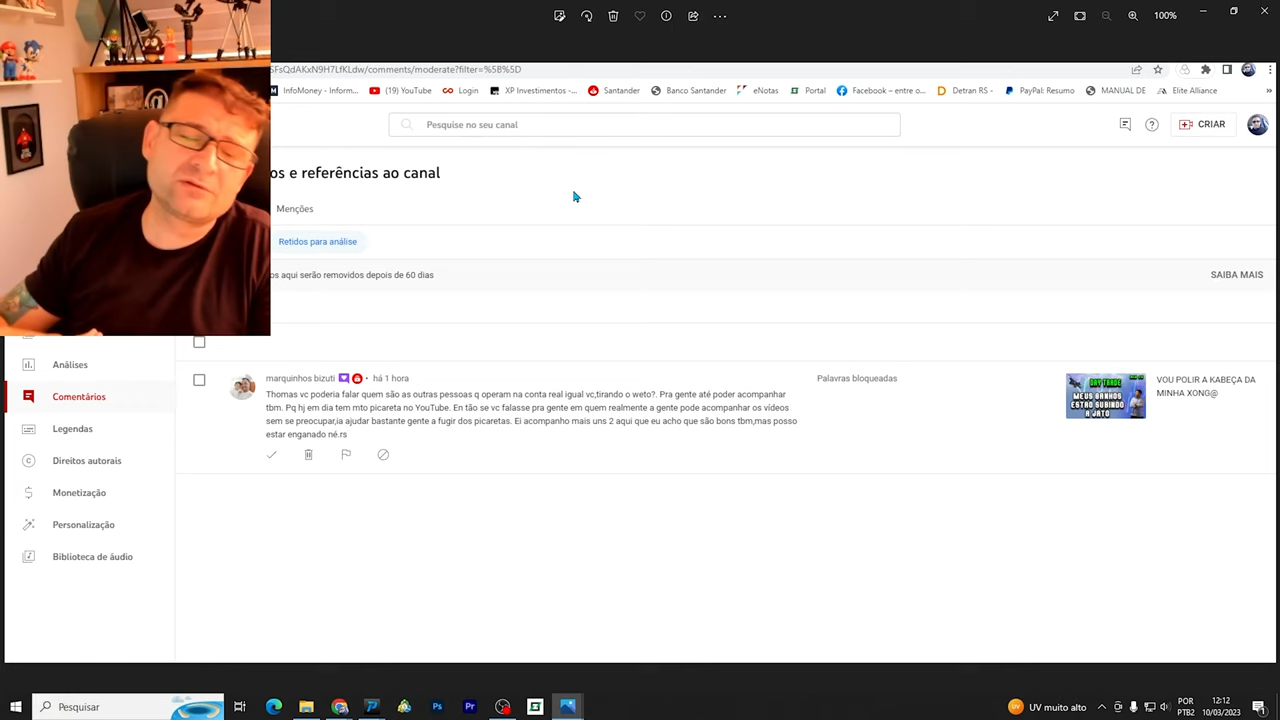 100%
SFsQdAKxN9H7LfKLdw/comments/moderate?filter=%5B%5D
InfoMoney - Inform...
(19) YouTube
Login
XP Investimentos -...
Santander
Banco Santander
eNotas
Portal
Facebook – entre o...
Detran RS -
PayPal: Resumo
MANUAL DE
Elite Alliance
»
Pesquise no seu canal
CRIAR
os e referências ao canal
Menções
Retidos para análise
os aqui serão removidos depois de 60 dias
SAIBA MAIS
Análises
Comentários
Legendas
Direitos autorais
Monetização
Personalização
Biblioteca de áudio
marquinhos bizuti • há 1 hora
Thomas vc poderia falar quem são as outras pessoas q operam na conta real igual vc,tirando o weto?. Pra gente até poder acompanhar
tbm. Pq hj em dia tem mto picareta no YouTube. En tão se vc falasse pra gente em quem realmente a gente pode acompanhar os vídeos
sem se preocupar,ia ajudar bastante gente a fugir dos picaretas. Ei acompanho mais uns 2 aqui que eu acho que são bons tbm,mas posso
estar enganado né.rs
Palavras bloqueadas
DAY TRADE
MEUS GANHOS
ESTÃO SUBINDO
A JATO
VOU POLIR A KABEÇA DA
MINHA XONG@
Pesquisar
UV muito alto
POR
PTB2
12:12
10/03/2023